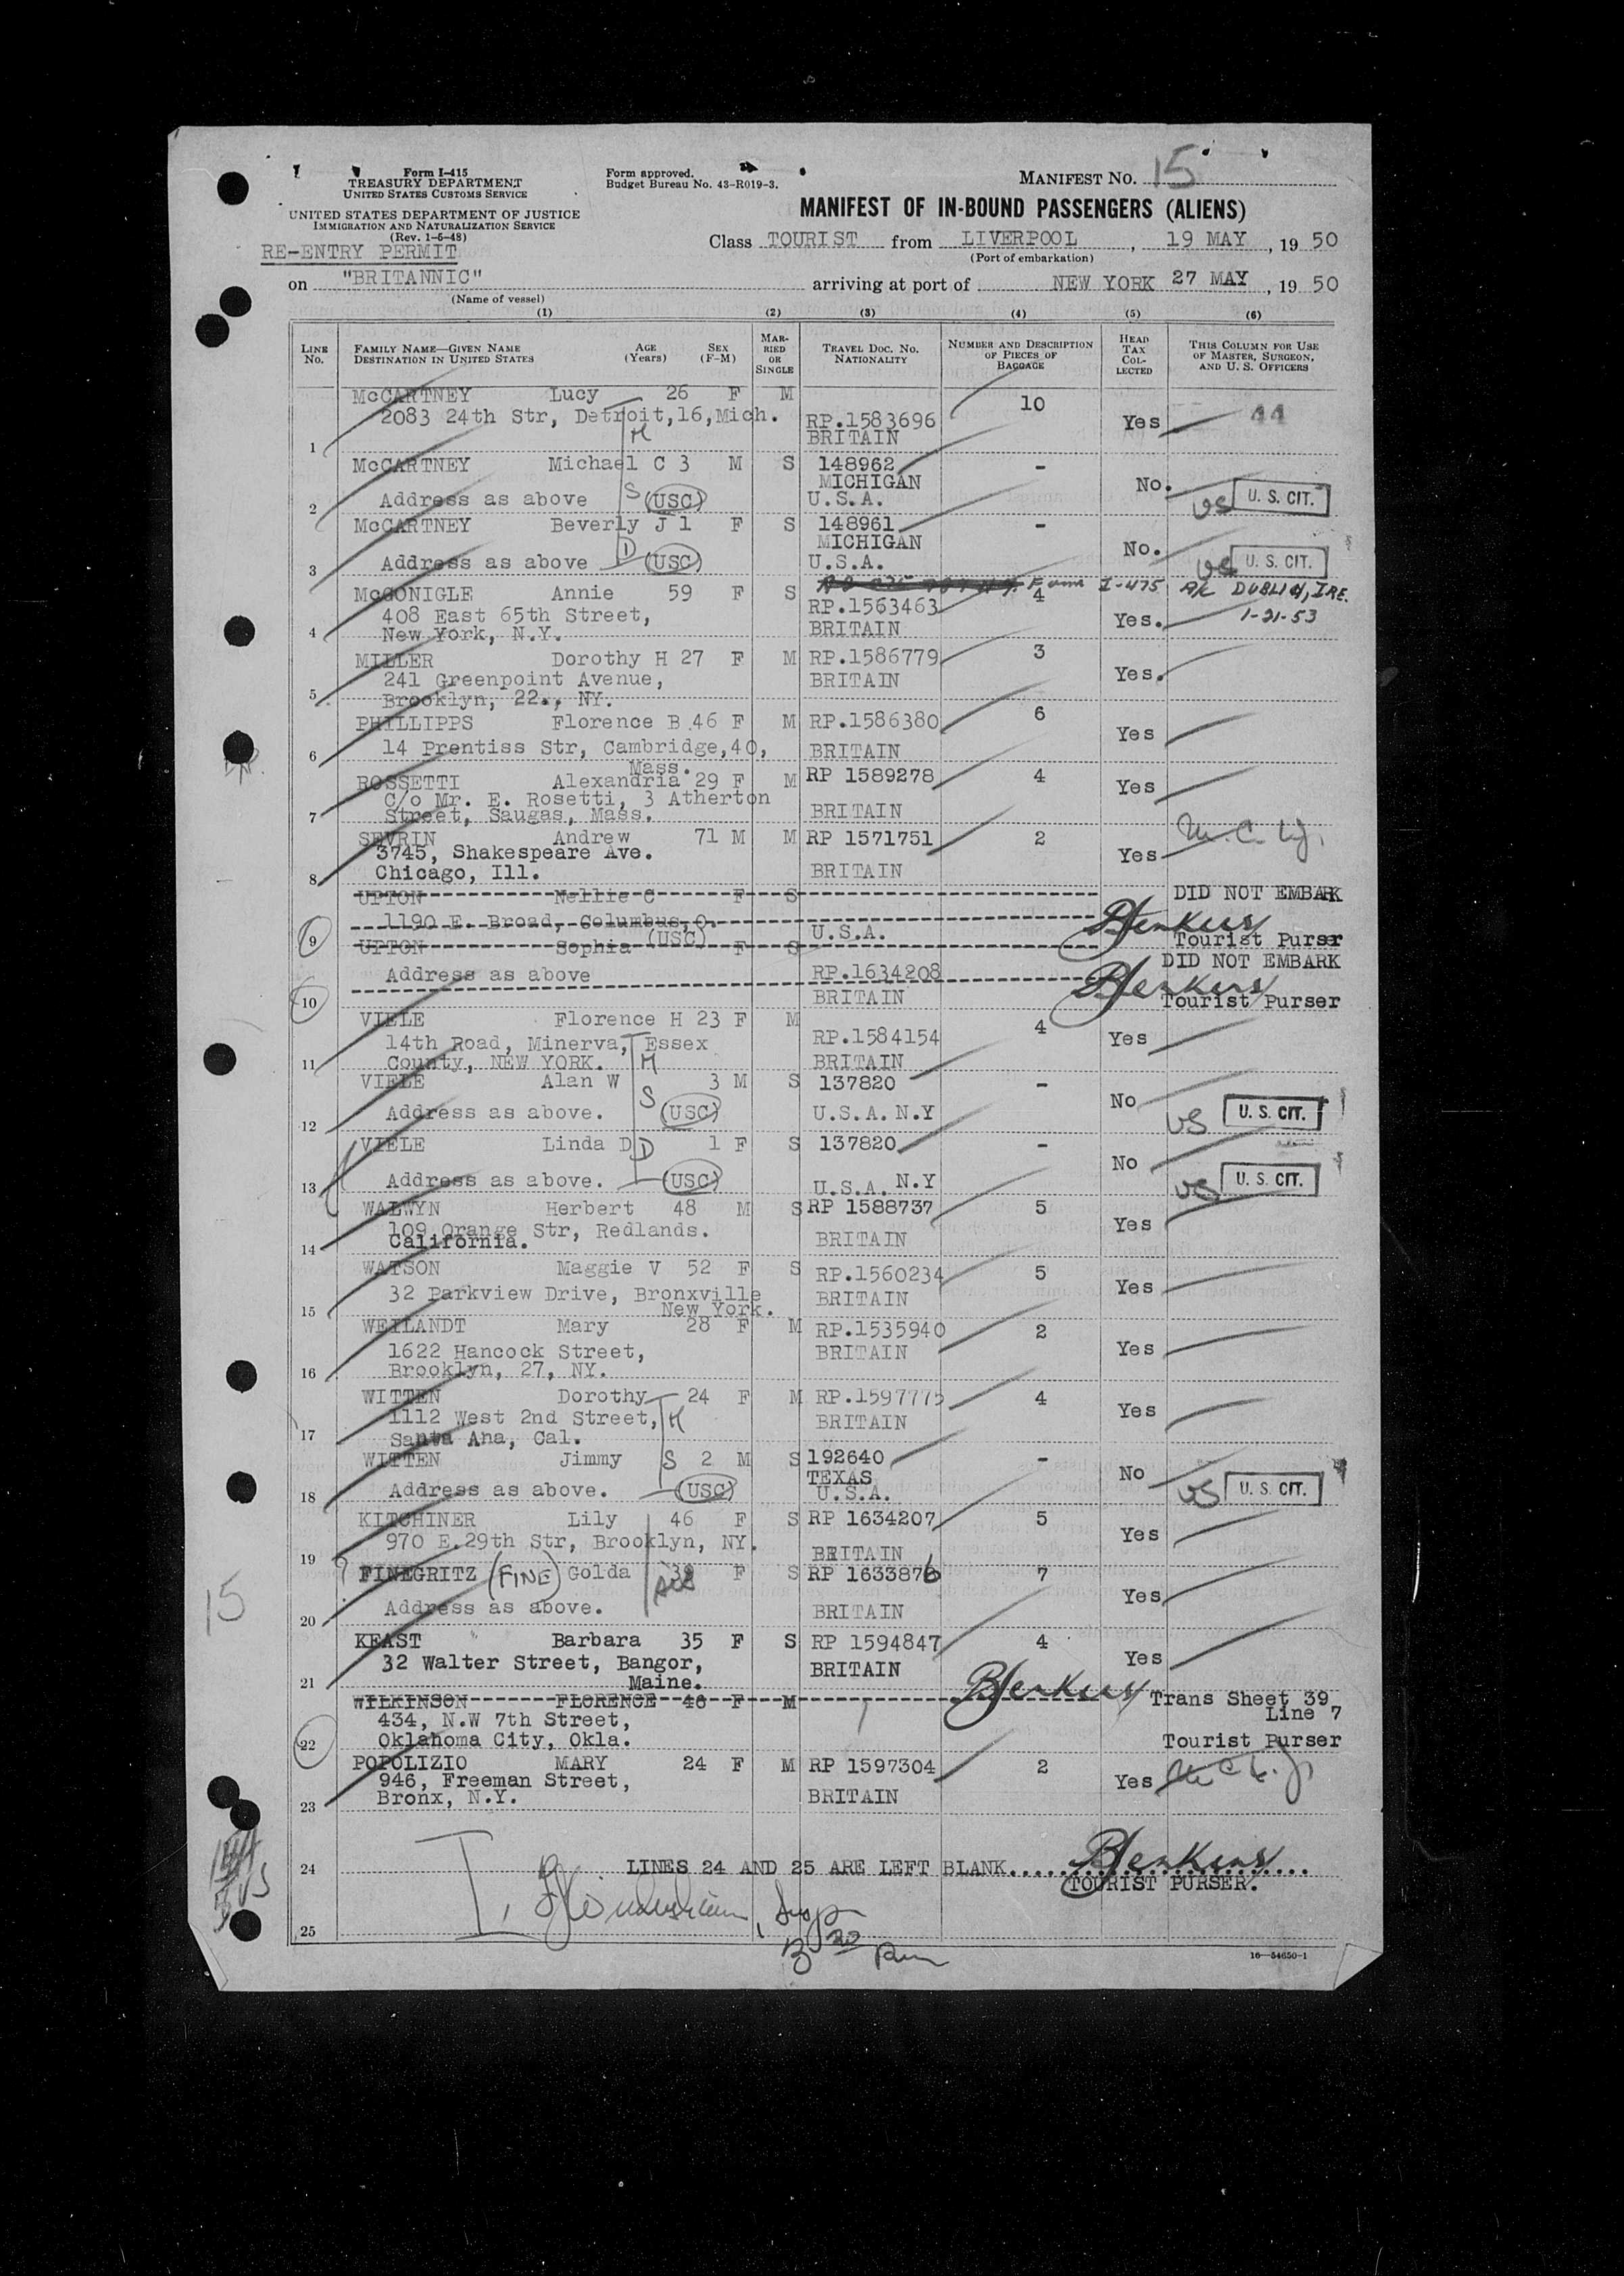 Form I-415
TREASURY DEPARTMENT
UNITED STATES CUSTOMS SERVICE
UNITED STATES DEPARTMENT OF JUSTICE
IMMIGRATION AND NATURALIZATION SERVICE
(Rev. 1-6-48)
RE-ENTRY PERMIT
Form approved.
Budget Bureau No. 43-R019-3.
MANIFEST NO. 15
MANIFEST OF IN-BOUND PASSENGERS (ALIENS)
Class TOURIST from LIVERPOOL, 19 MAY, 1950
(Port of embarkation)
on "BRITANNIC" arriving at port of NEW YORK 27 MAY, 1950
(Name of vessel)
(1) (2) (3) (4) (5) (6)
LINE NO.
FAMILY NAME—GIVEN NAME AGE SEX
DESTINATION IN UNITED STATES (Years) (F-M)
MARRIED OR SINGLE
TRAVEL DOC. NO. NATIONALITY
NUMBER AND DESCRIPTION OF PIECES OF BAGGAGE
HEAD TAX COLLECTED
THIS COLUMN FOR USE OF MASTER, SURGEON, AND U. S. OFFICERS
McCARTNEY Lucy 26 F M 10
2083 24th Str, Detroit,16,Mich. RP.1583696 Yes 44
1 M BRITAIN
McCARTNEY Michael C 3 M S 148962 -
MICHIGAN No.
2 Address as above S (USC) U.S.A. US U. S. CIT.
McCARTNEY Beverly J 1 F S 148961 -
MICHIGAN No.
3 Address as above D (USC) U.S.A. US U. S. CIT.
Form I-475 A/C DUBLIN, IRE.
McGONIGLE Annie 59 F S 4 1-21-53
408 East 65th Street, RP.1563463 Yes.
4 New York, N.Y. BRITAIN
MILLER Dorothy H 27 F M RP.1586779 3
241 Greenpoint Avenue, BRITAIN Yes.
5 Brooklyn, 22., NY.
PHILLIPPS Florence B 46 F M RP.1586380 6
14 Prentiss Str, Cambridge,40, BRITAIN Yes
6 Mass.
ROSSETTI Alexandria 29 F M RP 1589278 4
C/o Mr. E. Rosetti, 3 Atherton Yes
7 Street, Saugas, Mass. BRITAIN
SEVRIN Andrew 71 M M RP 1571751 2
3745, Shakespeare Ave. Yes
8 Chicago, Ill. BRITAIN
UPTON Nellie C F S DID NOT EMBARK
1190 E. Broad, Columbus, O.
9 (USC) U.S.A. BJenkins Tourist Purser
UPTON Sophia F S DID NOT EMBARK
Address as above RP.1634208 BJenkins
10 BRITAIN Tourist Purser
VIELE Florence H 23 F M 4
14th Road, Minerva, Essex RP.1584154 Yes
11 County, NEW YORK. M BRITAIN
VIELE Alan W 3 M S 137820 -
No
12 Address as above. S (USC) U.S.A. N.Y US U. S. CIT.
VIELE Linda D D 1 F S 137820 -
No
13 Address as above. (USC) U.S.A. N.Y US U. S. CIT.
WALWYN Herbert 48 M S RP 1588737 5
109 Orange Str, Redlands. Yes
14 California. BRITAIN
WATSON Maggie V 52 F S RP.1560234 5
32 Parkview Drive, Bronxville BRITAIN Yes
15 New York.
WEILANDT Mary 28 F M RP.1535940 2
1622 Hancock Street, BRITAIN Yes
16 Brooklyn, 27, NY.
WITTEN Dorothy 24 F M RP.1597775 4
1112 West 2nd Street, M BRITAIN Yes
17 Santa Ana, Cal.
WITTEN Jimmy S 2 M S 192640 -
TEXAS No
18 Address as above. (USC) U.S.A. US U. S. CIT.
KITCHINER Lily 46 F S RP 1634207 5
970 E.29th Str, Brooklyn, NY. Yes
19 BRITAIN
FINEGRITZ (FINE) Golda 39 F S RP 1633876 7
Yes
20 Address as above. BRITAIN
15
KEAST Barbara 35 F S RP 1594847 4
32 Walter Street, Bangor, BRITAIN Yes
21 Maine.
WILKINSON FLORENCE 46 F M BJenkins Trans Sheet 39
434, N.W 7th Street, Line 7
22 Oklahoma City, Okla. Tourist Purser
POPOLIZIO MARY 24 F M RP 1597304 2
946, Freeman Street, Yes
23 Bronx, N.Y. BRITAIN
24 LINES 24 AND 25 ARE LEFT BLANK. BJenkins
TOURIST PURSER.
25
16—54650-1